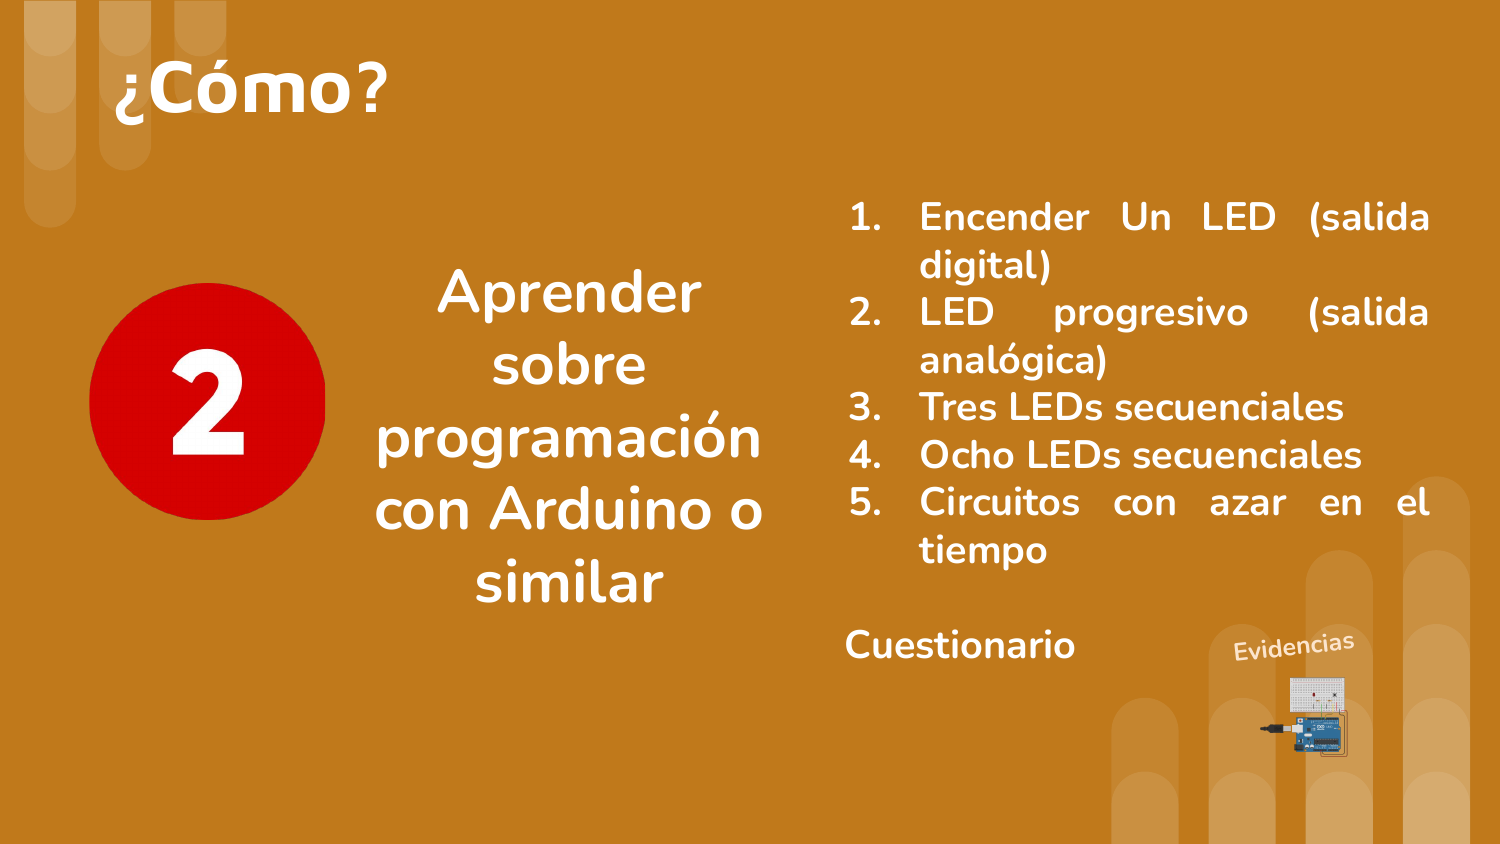 ¿Cómo?
2
Aprender
sobre
programación
con Arduino o
similar
1. Encender Un LED (salida
digital)
2. LED progresivo (salida
analógica)
3. Tres LEDs secuenciales
4. Ocho LEDs secuenciales
5. Circuitos con azar en el
tiempo
Cuestionario
Evidencias